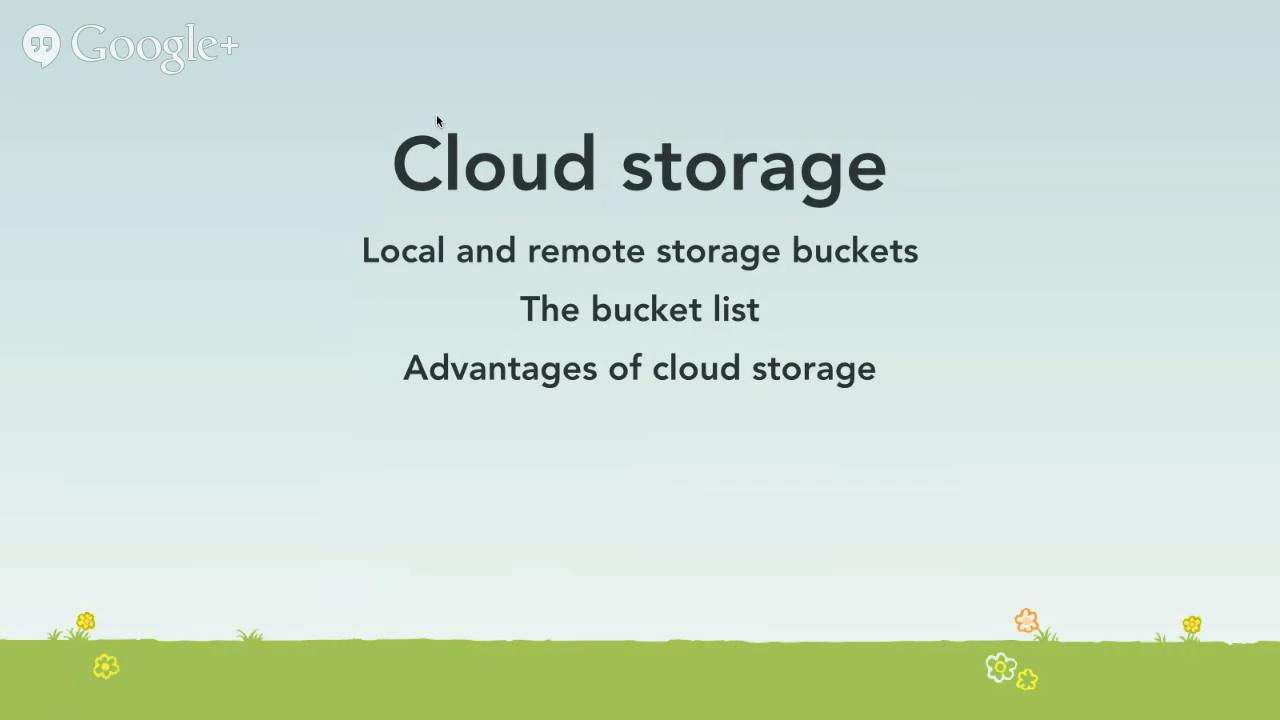 Google+
Cloud storage
Local and remote storage buckets
The bucket list
Advantages of cloud storage